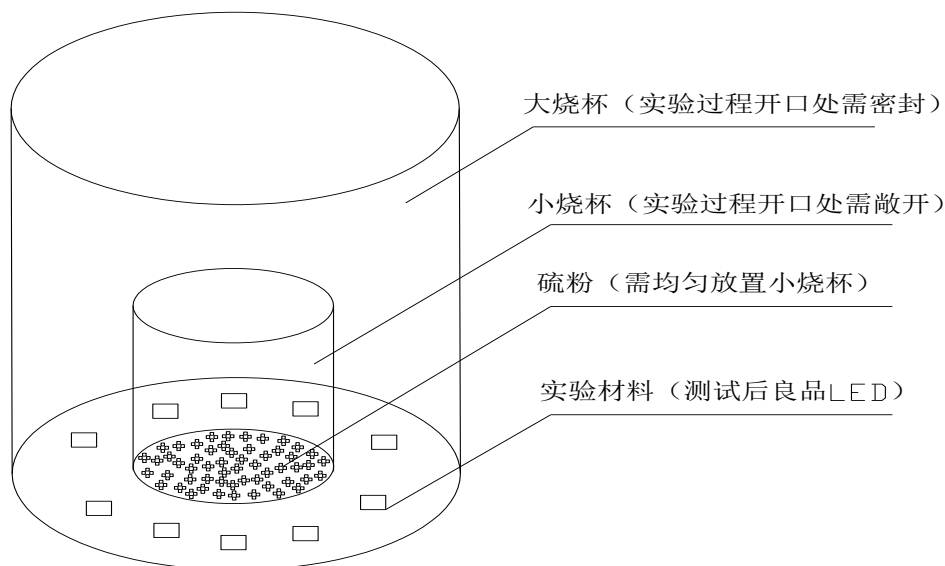 大烧杯（实验过程开口处需密封）
小烧杯（实验过程开口处需敞开）
硫粉（需均匀放置小烧杯）
实验材料（测试后良品LED）